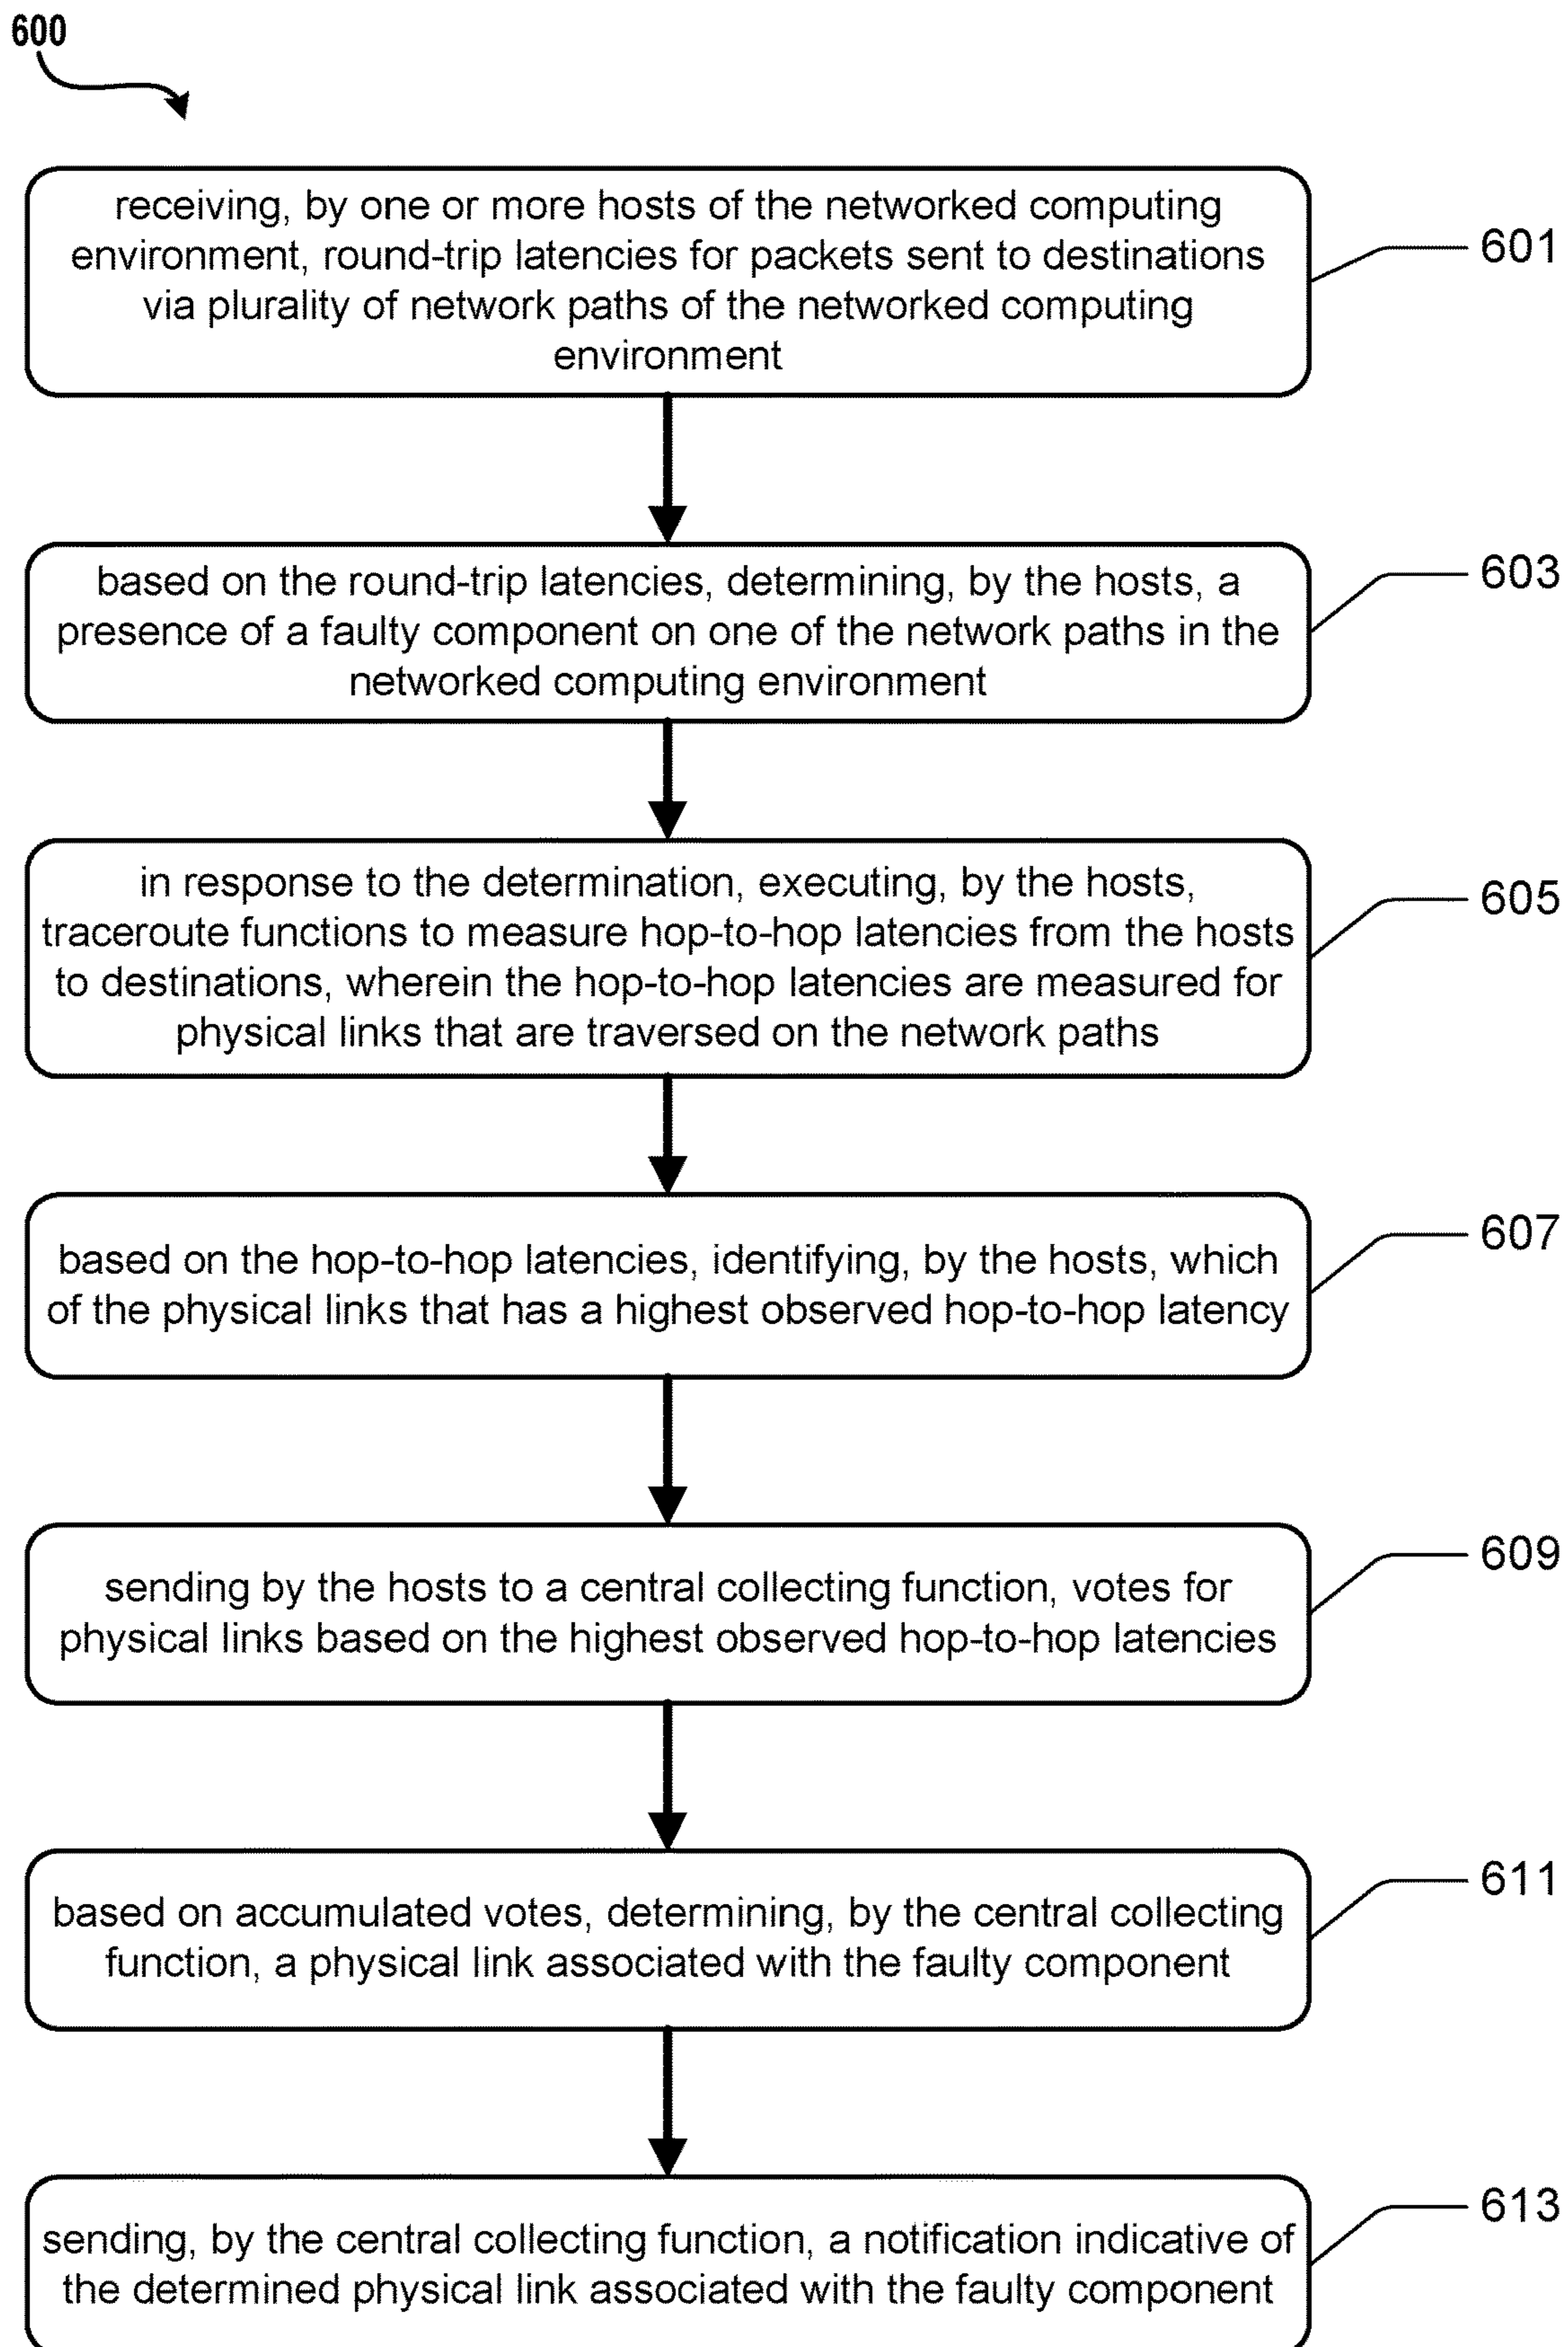 600
receiving, by one or more hosts of the networked computing
environment, round-trip latencies for packets sent to destinations
via plurality of network paths of the networked computing
environment
601
based on the round-trip latencies, determining, by the hosts, a
presence of a faulty component on one of the network paths in the
networked computing environment
603
in response to the determination, executing, by the hosts,
traceroute functions to measure hop-to-hop latencies from the hosts
to destinations, wherein the hop-to-hop latencies are measured for
physical links that are traversed on the network paths
605
based on the hop-to-hop latencies, identifying, by the hosts, which
of the physical links that has a highest observed hop-to-hop latency
607
sending by the hosts to a central collecting function, votes for
physical links based on the highest observed hop-to-hop latencies
609
based on accumulated votes, determining, by the central collecting
function, a physical link associated with the faulty component
611
sending, by the central collecting function, a notification indicative of
the determined physical link associated with the faulty component
613